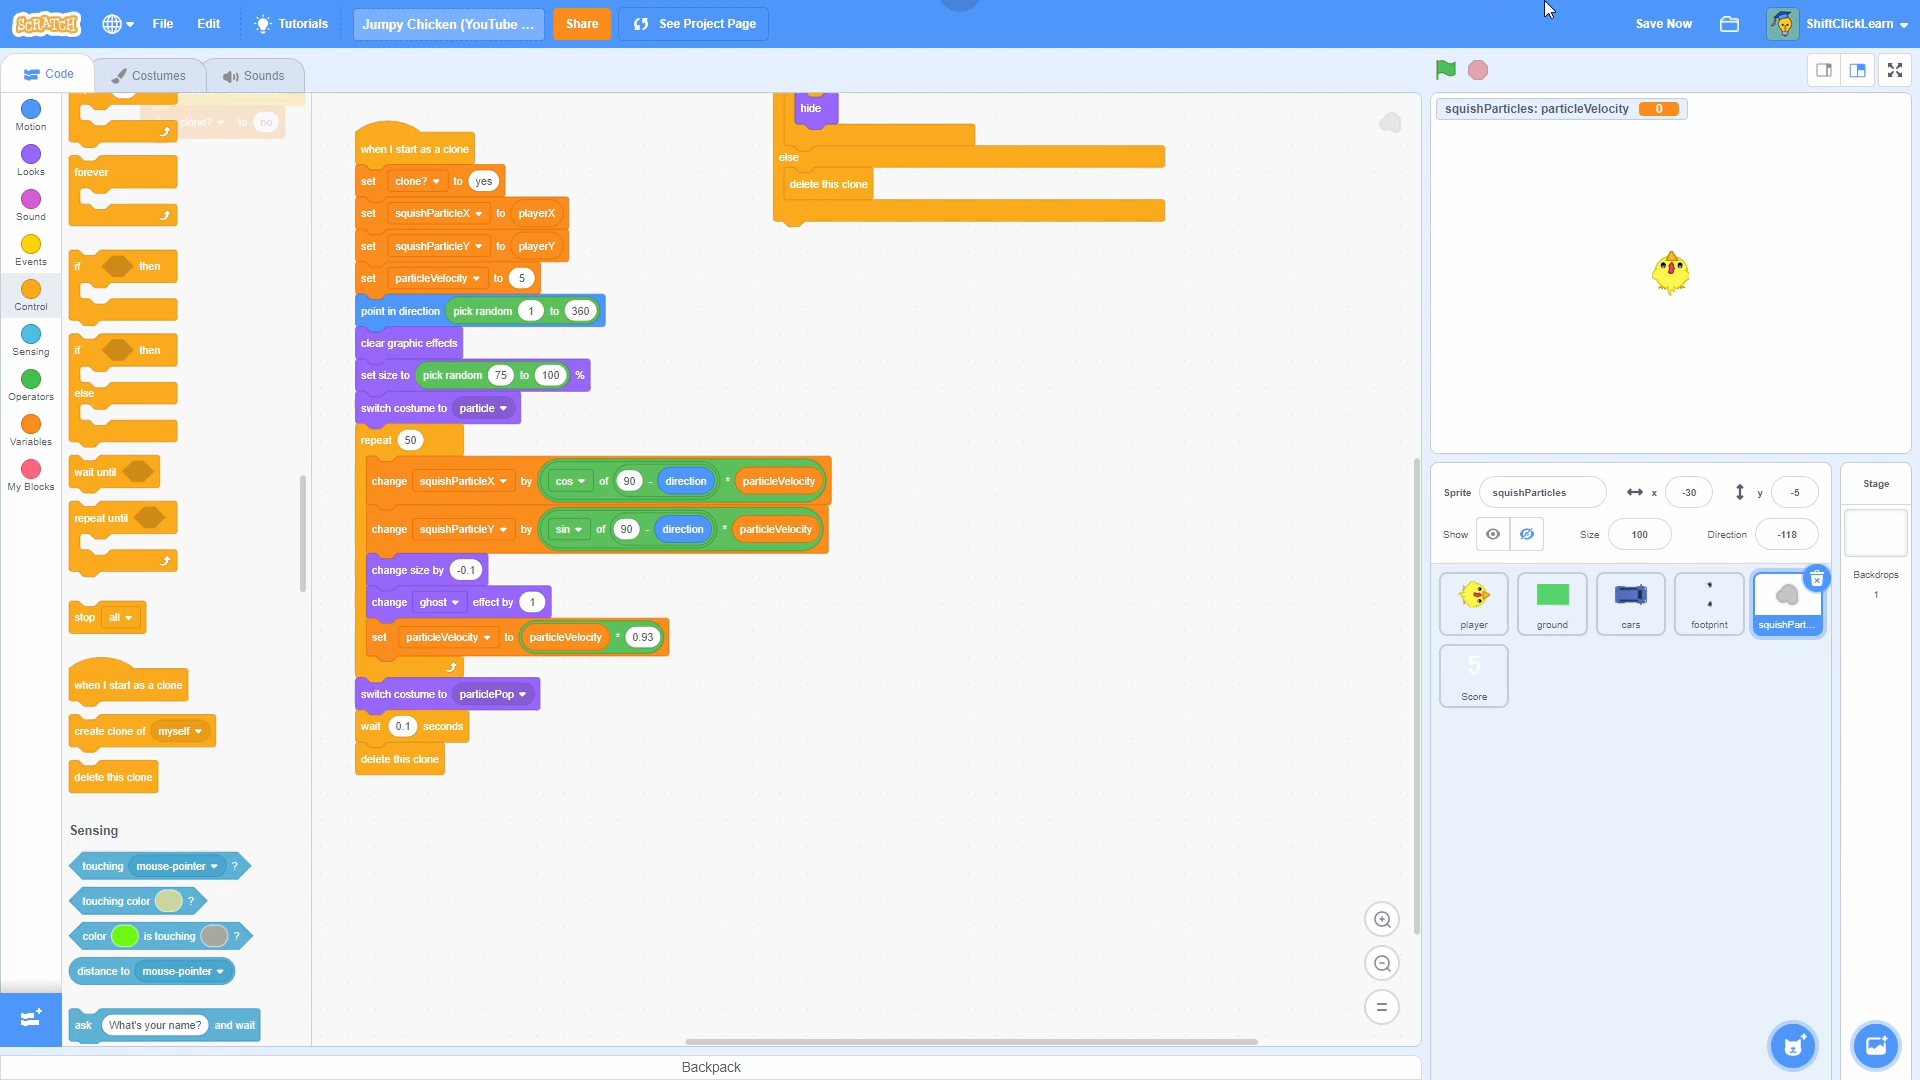 SCRATCH File Edit Tutorials Jumpy Chicken (YouTube ... Share See Project Page Save Now ShiftClickLearn
Code Costumes Sounds
Motion
Looks
Sound
Events
Control
Sensing
Operators
Variables
My Blocks
clone? to no
forever
if then
if then
else
wait until
repeat until
stop all
when I start as a clone
create clone of myself
delete this clone
Sensing
touching mouse-pointer ?
touching color ?
color is touching ?
distance to mouse-pointer
ask What's your name? and wait
when I start as a clone
set clone? to yes
set squishParticleX to playerX
set squishParticleY to playerY
set particleVelocity to 5
point in direction pick random 1 to 360
clear graphic effects
set size to pick random 75 to 100 %
switch costume to particle
repeat 50
change squishParticleX by cos of 90 - direction * particleVelocity
change squishParticleY by sin of 90 - direction * particleVelocity
change size by -0.1
change ghost effect by 1
set particleVelocity to particleVelocity * 0.93
switch costume to particlePop
wait 0.1 seconds
delete this clone
hide
else
delete this clone
Backpack
squishParticles: particleVelocity 0
Sprite squishParticles x -30 y -5
Show Size 100 Direction -118
player ground cars footprint squishPart...
5
Score
Stage
Backdrops
1